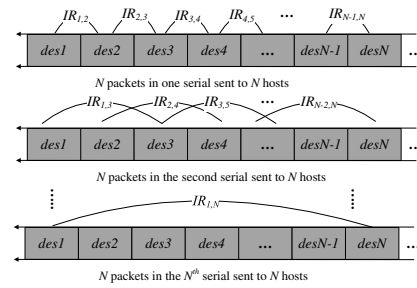 IR1,2 IR2,3 IR3,4 IR4,5 ... IRN-1,N
des1 des2 des3 des4 ... desN-1 desN ...
N packets in one serial sent to N hosts
IR1,3 IR2,4 IR3,5 ... IRN-2,N
des1 des2 des3 des4 ... desN-1 desN ...
N packets in the second serial sent to N hosts
IR1,N
des1 des2 des3 des4 ... desN-1 desN ...
N packets in the Nth serial sent to N hosts